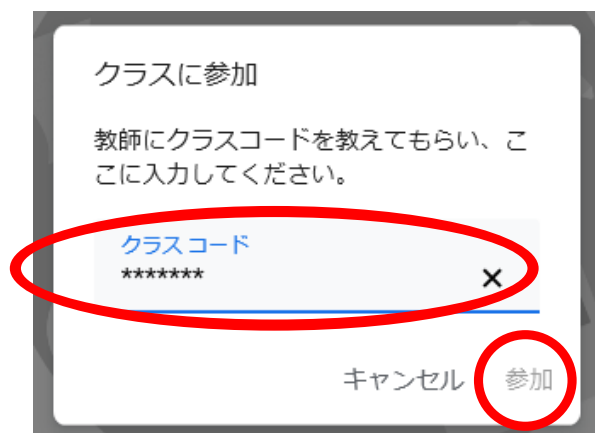 クラスに参加
教師にクラスコードを教えてもらい、こ
こに入力してください。
クラス コード
*******
キャンセル 参加